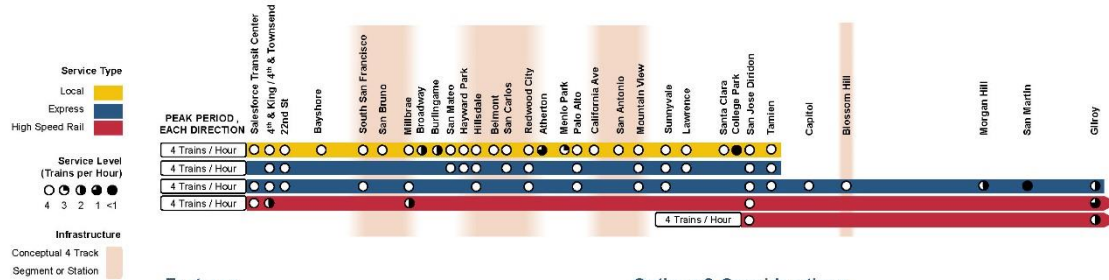 Service Type
Local
Express
High Speed Rail
Service Level
(Trains per Hour)
4 3 2 1 <1
Infrastructure
Conceptual 4 Track
Segment or Station
PEAK PERIOD,
EACH DIRECTION
Salesforce Transit Center
4th & King / 4th & Townsend
22nd St
Bayshore
South San Francisco
San Bruno
Millbrae
Broadway
Burlingame
San Mateo
Hayward Park
Hillsdale
Belmont
San Carlos
Redwood City
Atherton
Menlo Park
Palo Alto
California Ave
San Antonio
Mountain View
Sunnyvale
Lawrence
Santa Clara
College Park
San Jose Diridon
Tamien
Capitol
Blossom Hill
Morgan Hill
San Martin
Gilroy
4 Trains / Hour
4 Trains / Hour
4 Trains / Hour
4 Trains / Hour
4 Trains / Hour